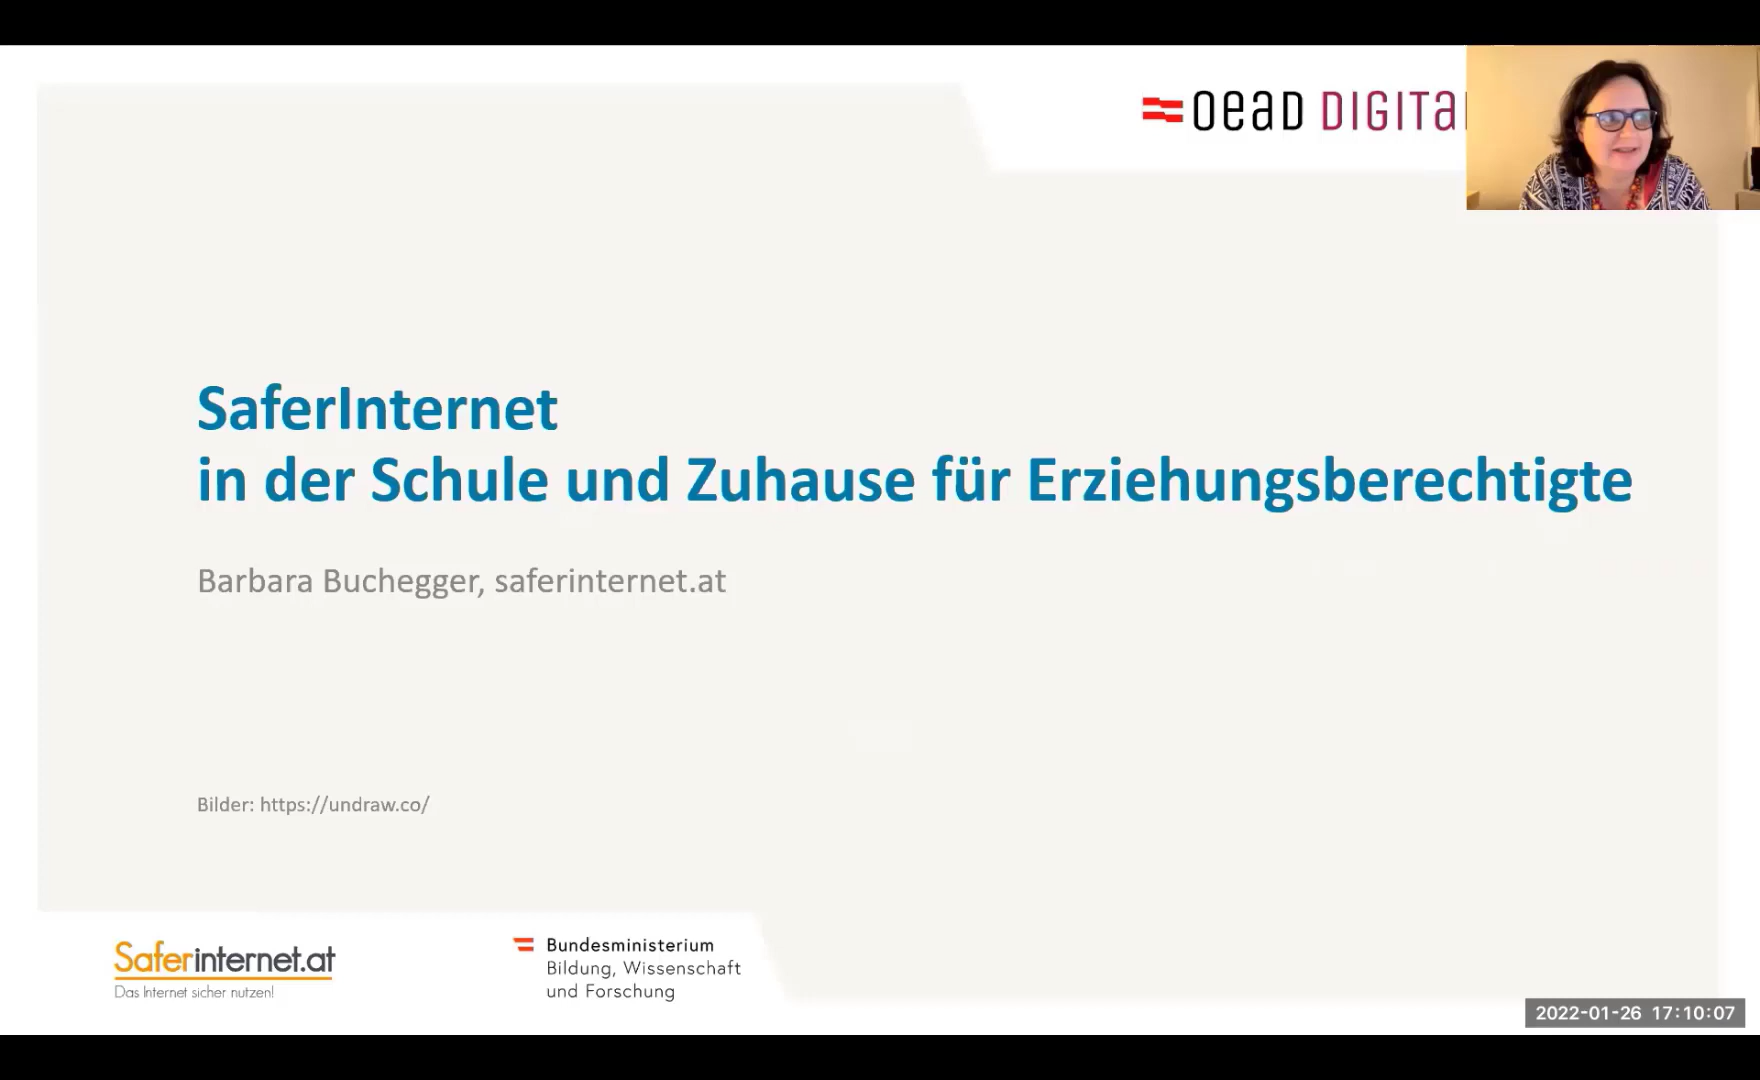 OeAD DIGITA
SaferInternet
in der Schule und Zuhause für Erziehungsberechtigte
Barbara Buchegger, saferinternet.at
Bilder: https://undraw.co/
Saferinternet.at
Das Internet sicher nutzen!
Bundesministerium
Bildung, Wissenschaft
und Forschung
2022-01-26 17:10:07